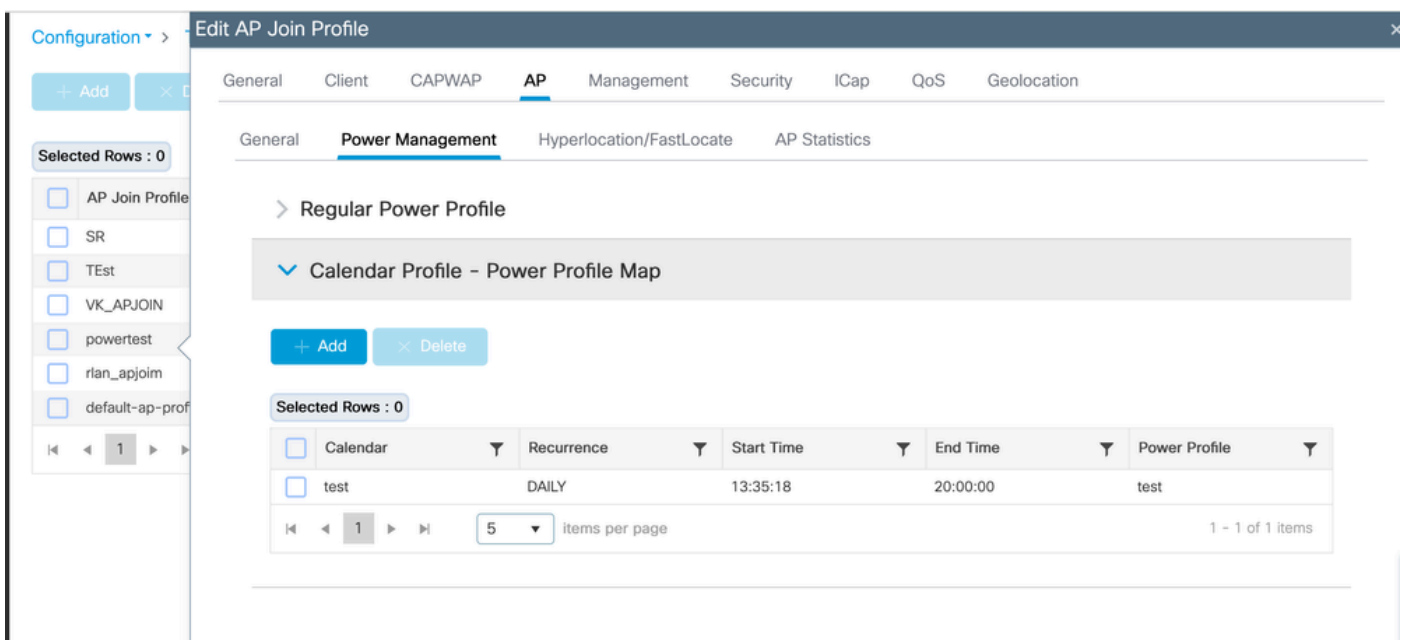 Configuration >
Edit AP Join Profile
+ Add
General Client CAPWAP AP Management Security ICap QoS Geolocation
General Power Management Hyperlocation/FastLocate AP Statistics
Selected Rows : 0
AP Join Profile
SR
TEst
VK_APJOIN
powertest
rlan_apjoim
default-ap-prof
1
Regular Power Profile
Calendar Profile - Power Profile Map
+ Add × Delete
Selected Rows : 0
Calendar Recurrence Start Time End Time Power Profile
test DAILY 13:35:18 20:00:00 test
1 5 items per page 1 - 1 of 1 items